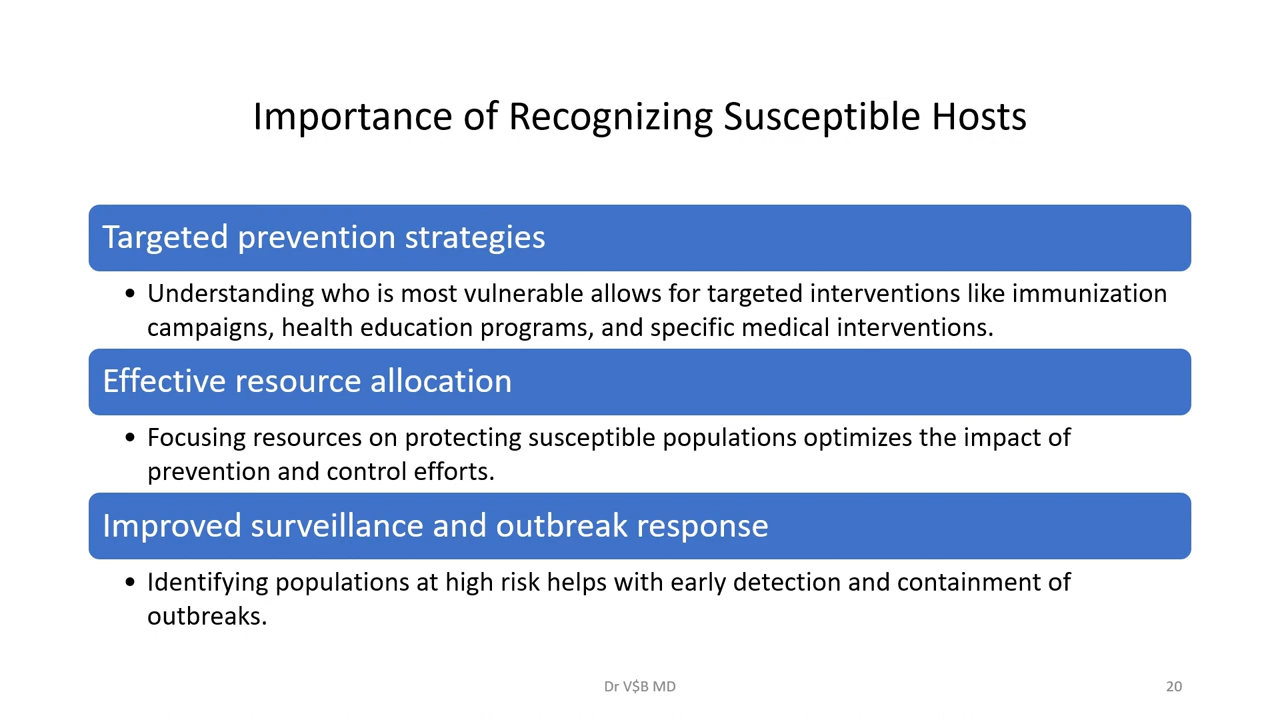 Importance of Recognizing Susceptible Hosts
Targeted prevention strategies
• Understanding who is most vulnerable allows for targeted interventions like immunization
campaigns, health education programs, and specific medical interventions.
Effective resource allocation
• Focusing resources on protecting susceptible populations optimizes the impact of
prevention and control efforts.
Improved surveillance and outbreak response
• Identifying populations at high risk helps with early detection and containment of
outbreaks.
Dr V$B MD
20